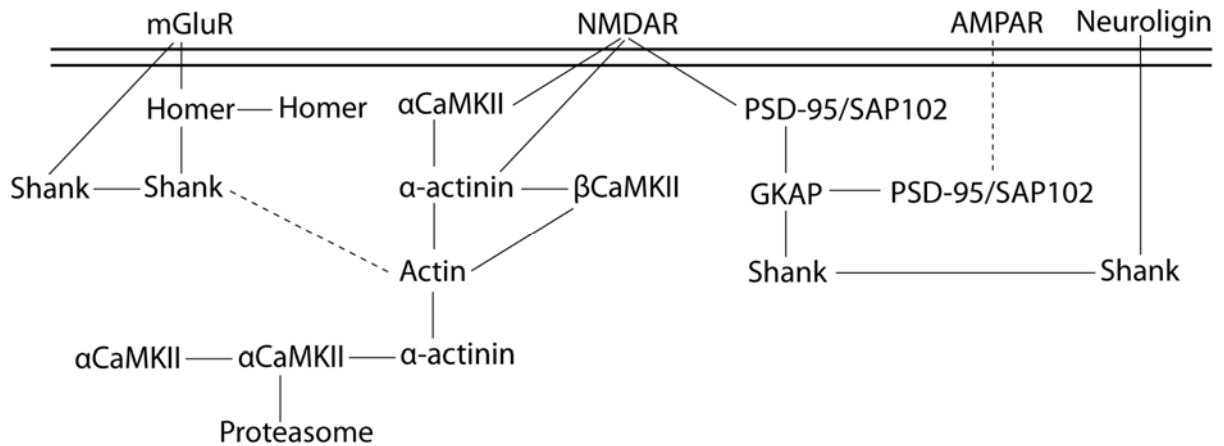 mGluR NMDAR AMPAR Neuroligin
Homer Homer αCaMKII PSD-95/SAP102
Shank Shank α-actinin βCaMKII GKAP PSD-95/SAP102
Actin Shank Shank
αCaMKII αCaMKII α-actinin
Proteasome